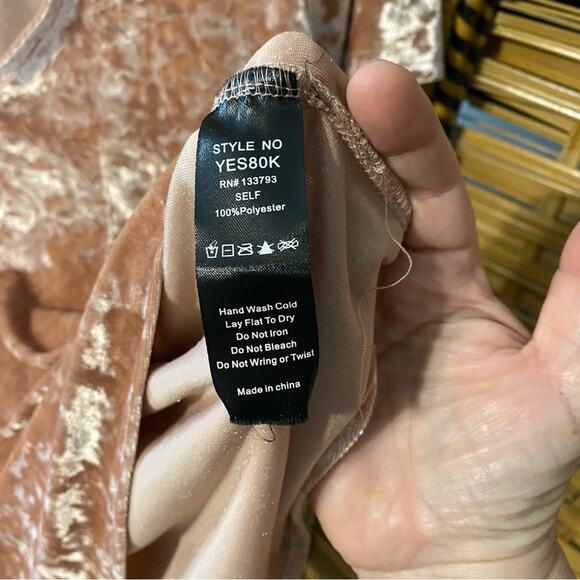 STYLE NO
YES80K
RN# 133793
SELF
100%Polyester
Hand Wash Cold
Lay Flat To Dry
Do Not Iron
Do Not Bleach
Do Not Wring or Twist
Made in china